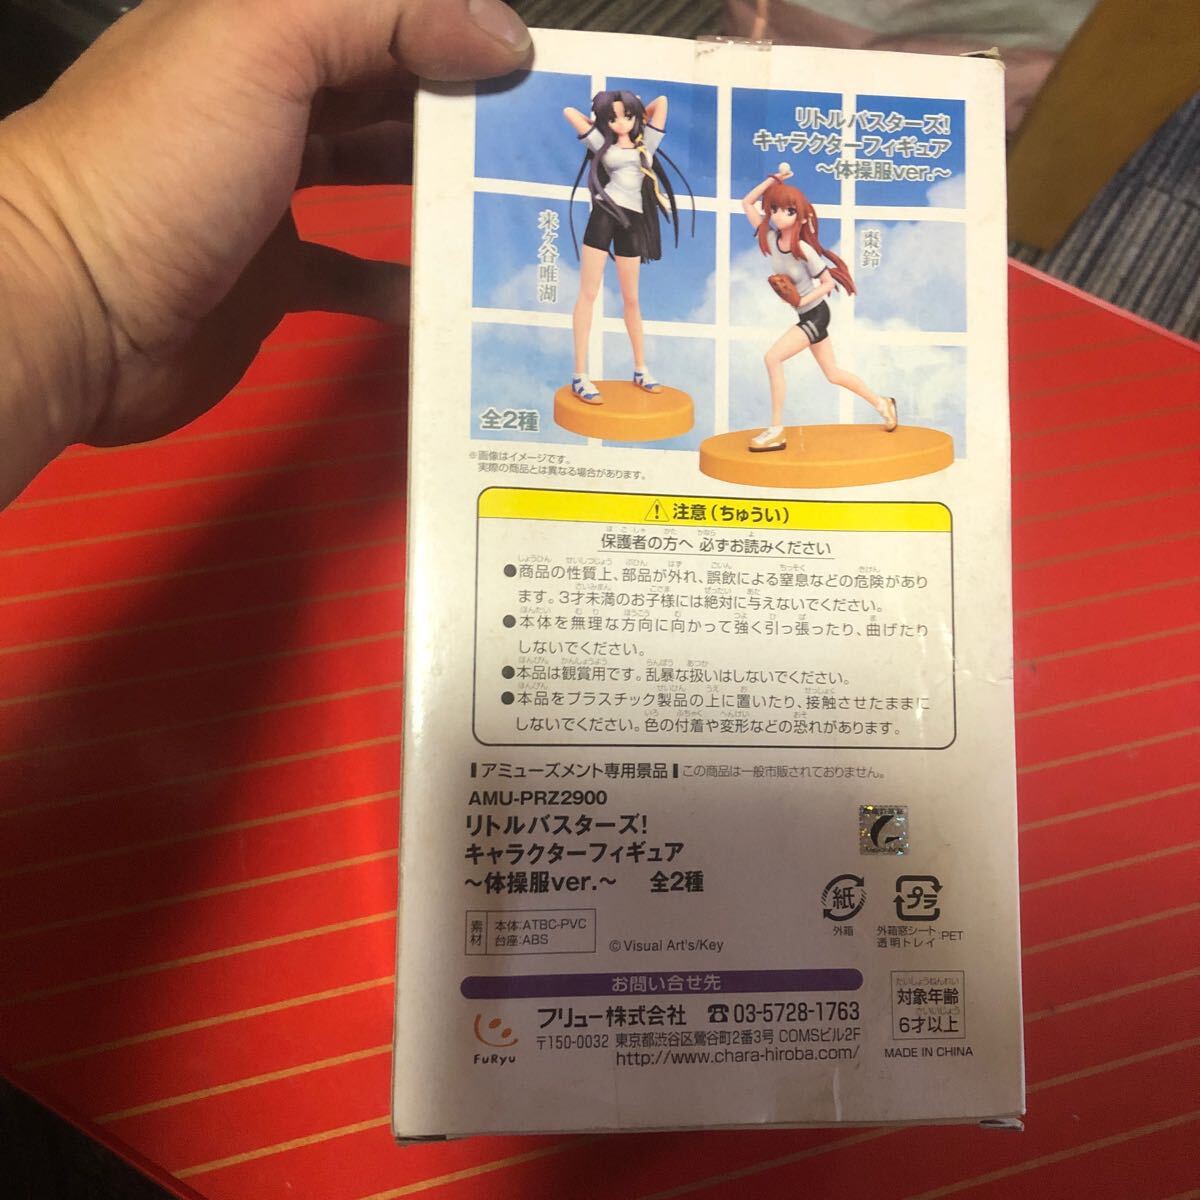 リトルバスターズ!
キャラクターフィギュア
〜体操服ver.〜
来ヶ谷唯湖
棗鈴
全2種
※画像はイメージです。
実際の商品とは異なる場合があります。
注意(ちゅうい)
保護者の方へ 必ずお読みください
●商品の性質上、部品が外れ、誤飲による窒息などの危険があり
ます。3才未満のお子様には絶対に与えないでください。
●本体を無理な方向に向かって強く引っ張ったり、曲げたり
しないでください。
●本品は観賞用です。乱暴な扱いはしないでください。
●本品をプラスチック製品の上に置いたり、接触させたままに
しないでください。色の付着や変形などの恐れがあります。
アミューズメント専用景品 この商品は一般市販されておりません。
AMU-PRZ2900
リトルバスターズ!
キャラクターフィギュア
〜体操服ver.〜 全2種
素材
本体:ATBC-PVC
台座:ABS
©Visual Art's/Key
紙
外箱
プラ
外箱窓シート:PET
透明トレイ
お問い合せ先
フリュー株式会社 ☎03-5728-1763
〒150-0032 東京都渋谷区鶯谷町2番3号 COMSビル2F
http://www.chara-hiroba.com/
FURYU
たいしょうねんれい
対象年齢
さいいじょう
6才以上
MADE IN CHINA